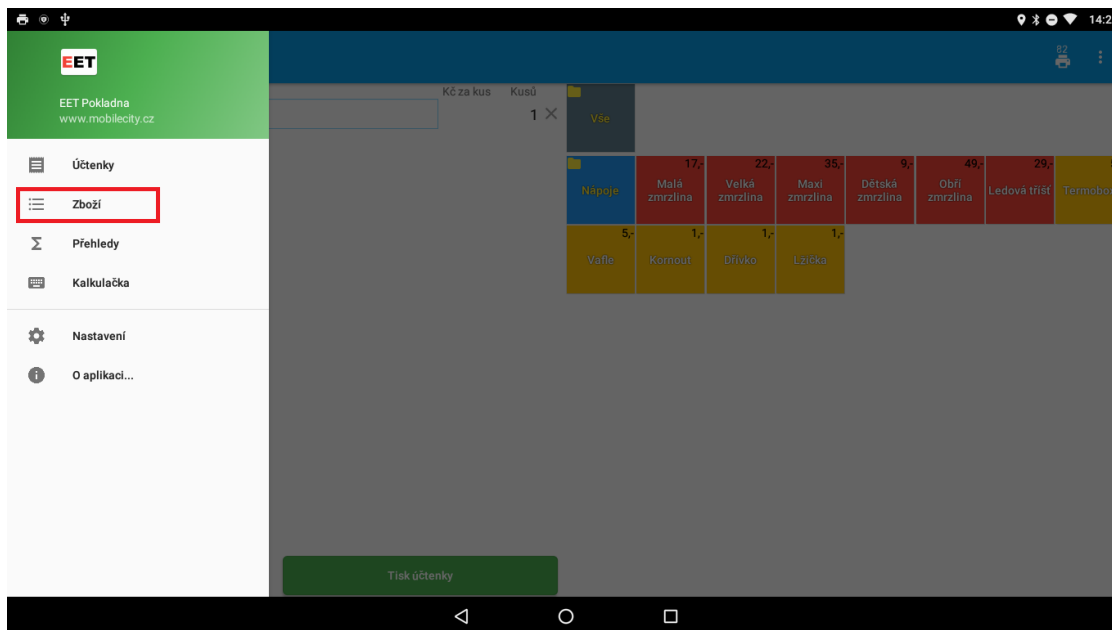 14:2
EET
EET Pokladna
www.mobilecity.cz
Účtenky
Zboží
Přehledy
Kalkulačka
Nastavení
O aplikaci...
82
Kč za kus Kusů
1
Vše
Nápoje
17,-
Malá
zmrzlina
22,-
Velká
zmrzlina
35,-
Maxi
zmrzlina
9,-
Dětská
zmrzlina
49,-
Obří
zmrzlina
29,-
Ledová tříšť
Termobo
5,-
Vafle
1,-
Kornout
1,-
Dřívko
1,-
Lžička
Tisk účtenky